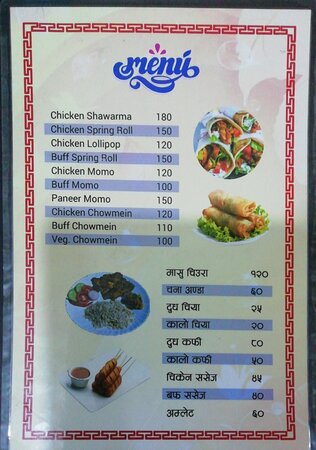 menu
Chicken Shawarma 180
Chicken Spring Roll 150
Chicken Lollipop 120
Buff Spring Roll 150
Chicken Momo 120
Buff Momo 100
Paneer Momo 150
Chicken Chowmein 120
Buff Chowmein 110
Veg. Chowmein 100
मासु चिउरा १२०
चना अण्डा ६०
दुध चिया २५
कालो चिया २०
दुध कफी ८०
कालो कफी ५०
चिकेन ससेज ४५
बफ ससेज ४०
अम्लेट ६०